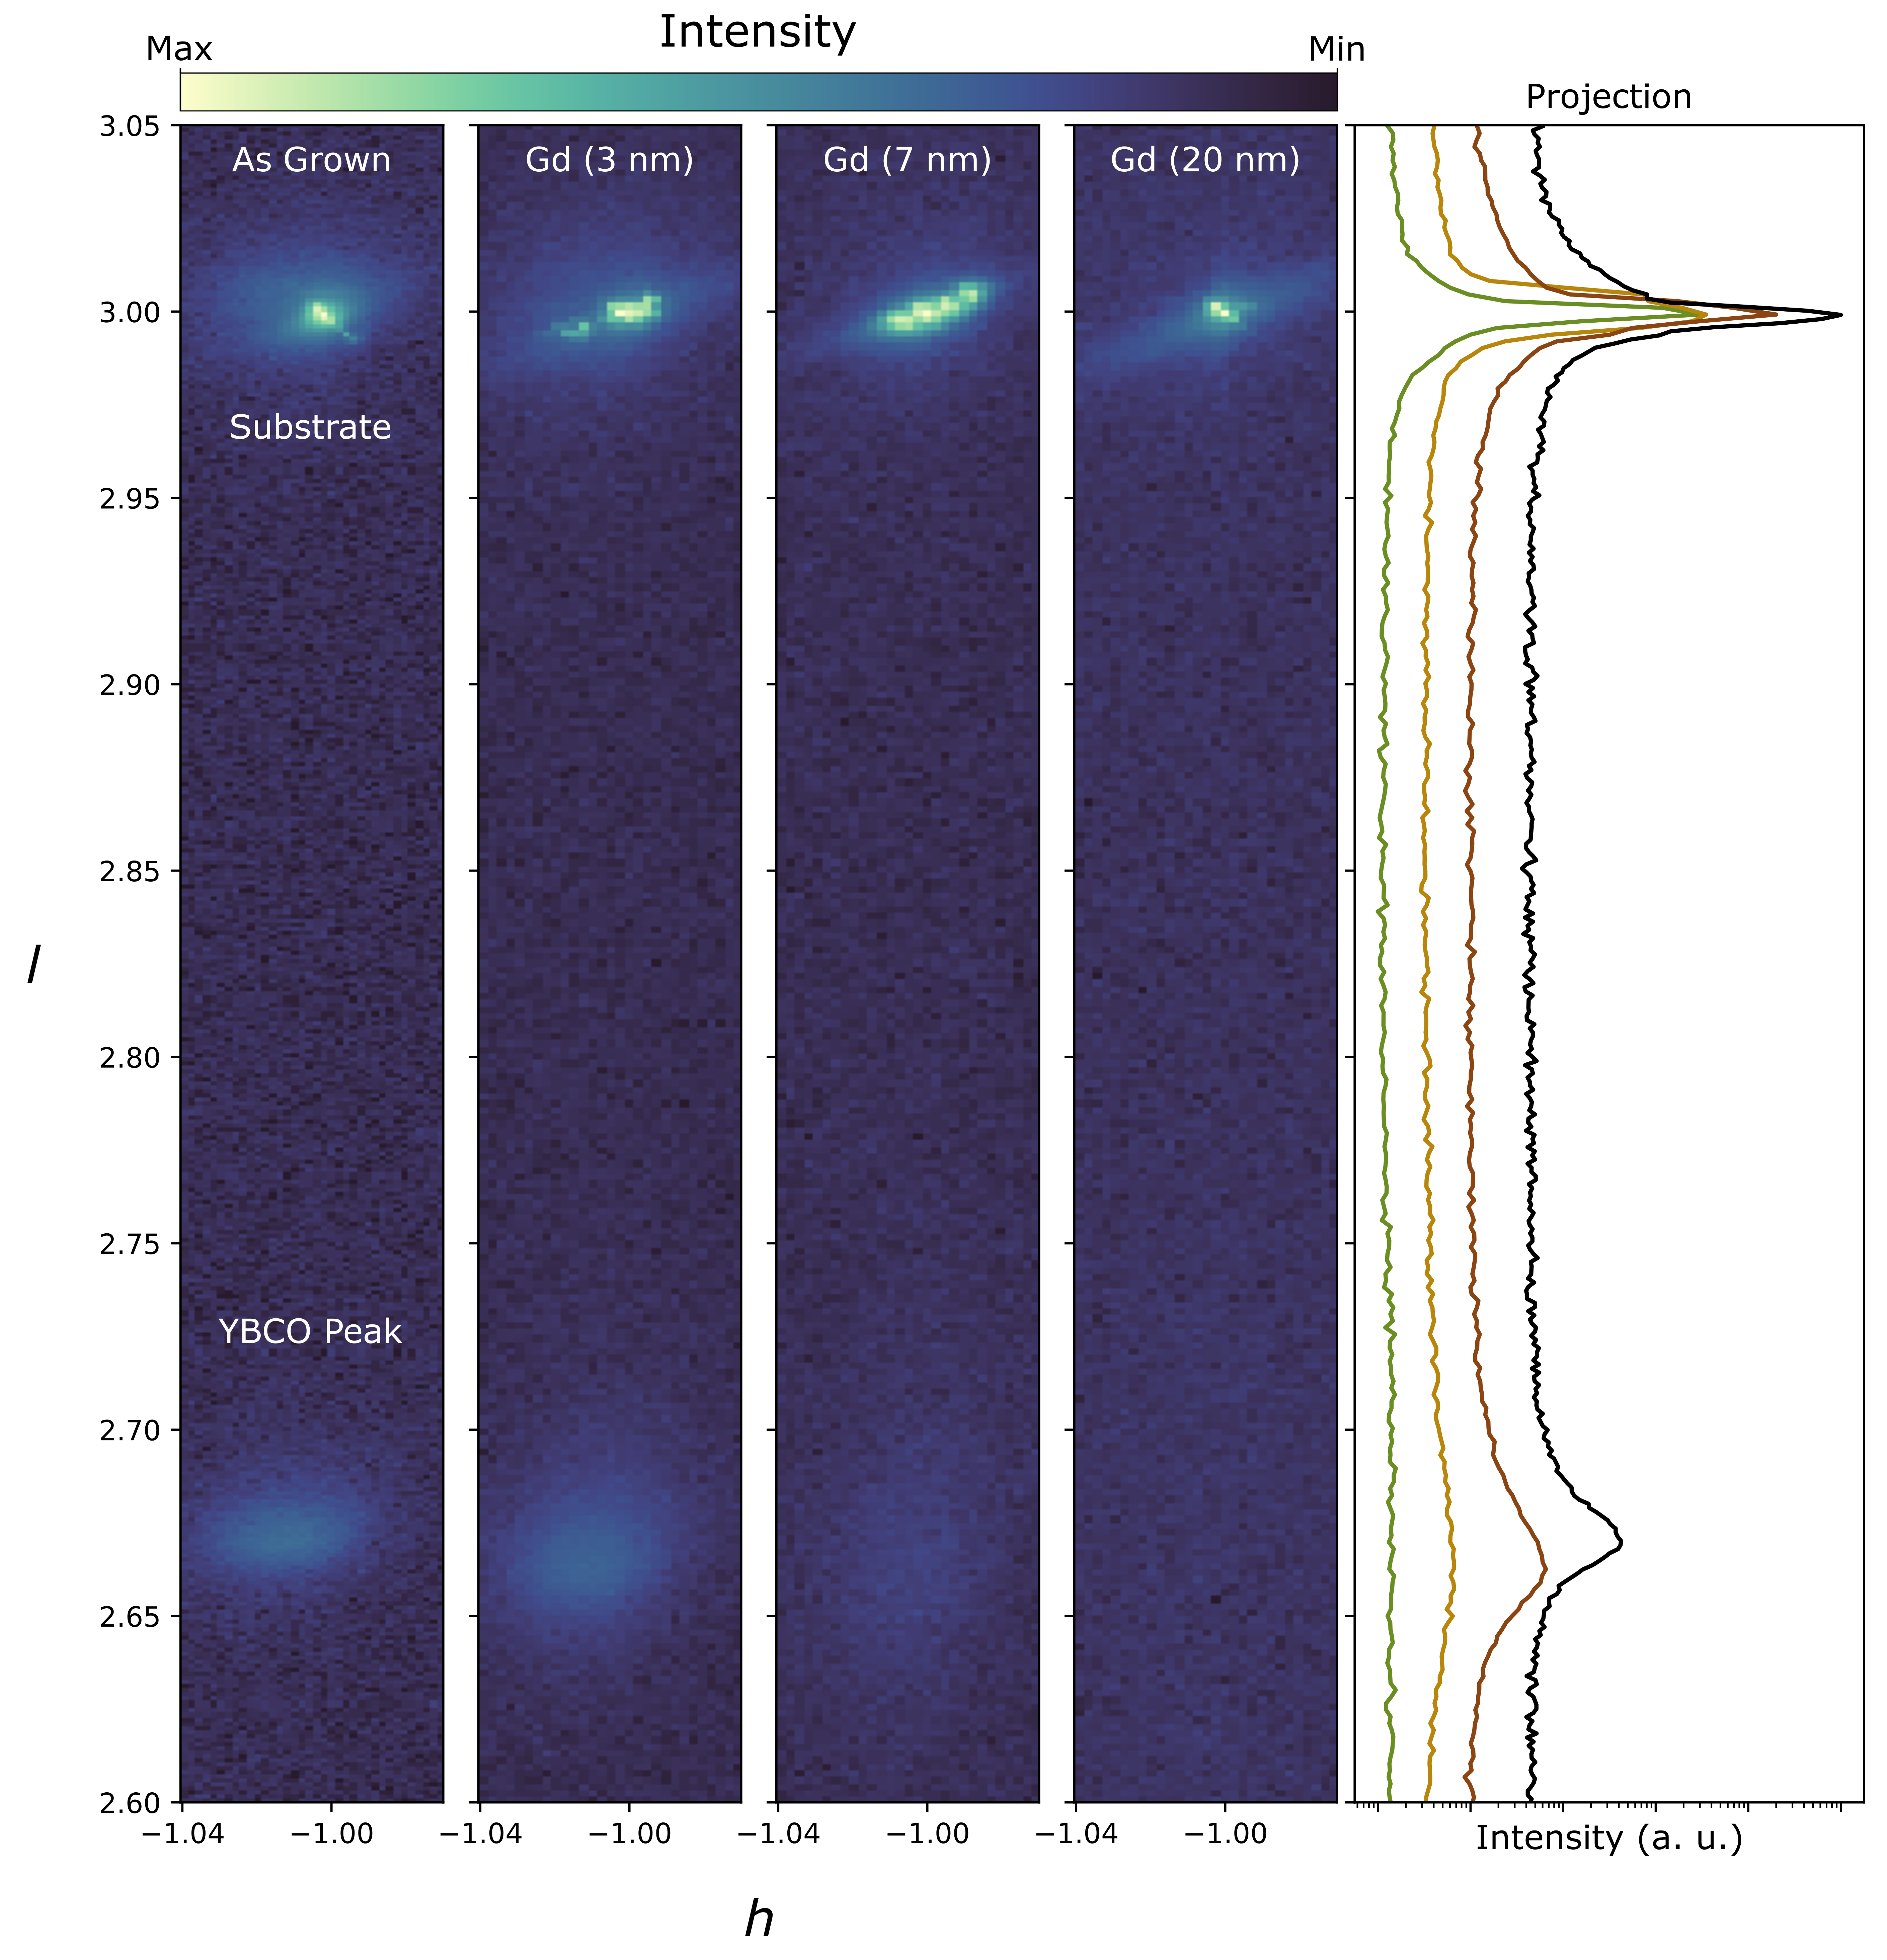 Intensity
Max
Min
Projection
3.05
3.00
2.95
2.90
2.85
2.80
2.75
2.70
2.65
2.60
l
As Grown
Substrate
YBCO Peak
Gd (3 nm)
Gd (7 nm)
Gd (20 nm)
−1.04 −1.00
−1.04 −1.00
−1.04 −1.00
−1.04 −1.00
Intensity (a. u.)
h